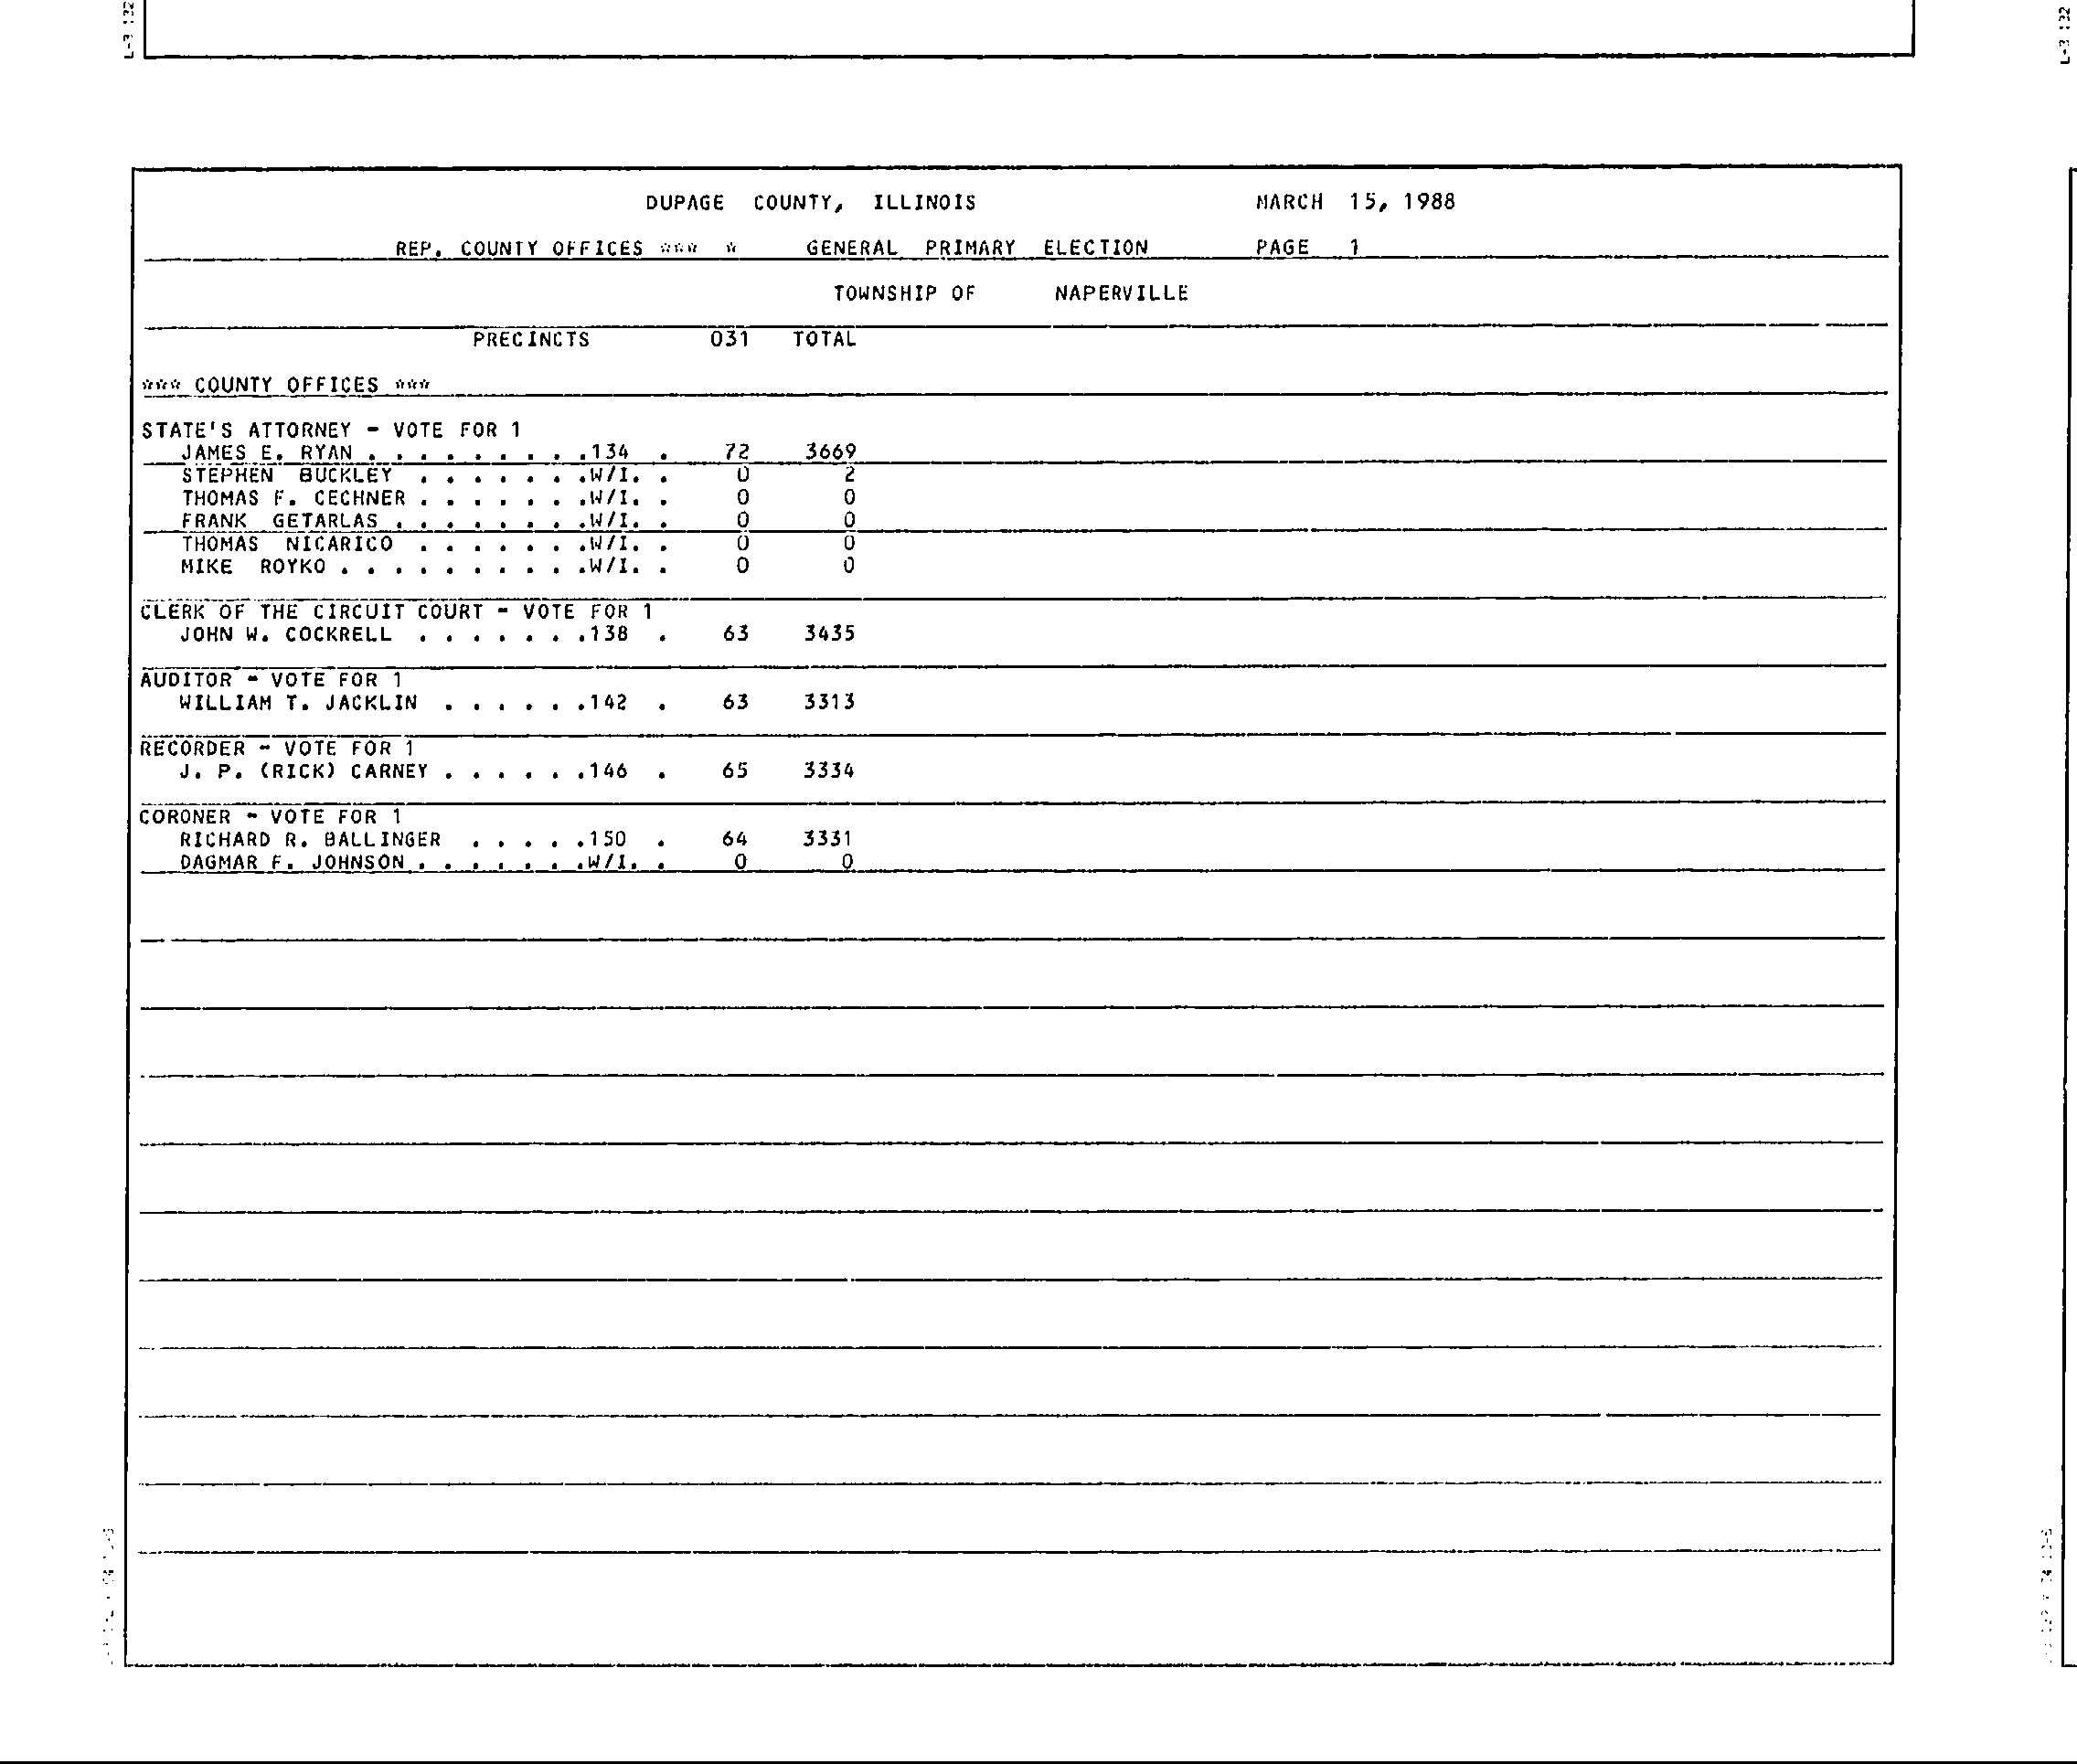 L-3 132
L-3 132
DUPAGE COUNTY, ILLINOIS MARCH 15, 1988
REP. COUNTY OFFICES *** * GENERAL PRIMARY ELECTION PAGE 1
TOWNSHIP OF NAPERVILLE
PRECINCTS 031 TOTAL
*** COUNTY OFFICES ***
STATE'S ATTORNEY - VOTE FOR 1
JAMES E. RYAN . . . . . . . . .134 . 72 3669
STEPHEN BUCKLEY . . . . . . .W/I. . 0 2
THOMAS F. CECHNER . . . . . . .W/I. . 0 0
FRANK GETARLAS . . . . . . . .W/I. . 0 0
THOMAS NICARICO . . . . . . .W/I. . 0 0
MIKE ROYKO . . . . . . . . . .W/I. . 0 0
CLERK OF THE CIRCUIT COURT - VOTE FOR 1
JOHN W. COCKRELL . . . . . . .138 . 63 3435
AUDITOR - VOTE FOR 1
WILLIAM T. JACKLIN . . . . . .142 . 63 3313
RECORDER - VOTE FOR 1
J. P. (RICK) CARNEY . . . . . .146 . 65 3334
CORONER - VOTE FOR 1
RICHARD R. BALLINGER . . . . .150 . 64 3331
DAGMAR F. JOHNSON . . . . . . .W/I. . 0 0